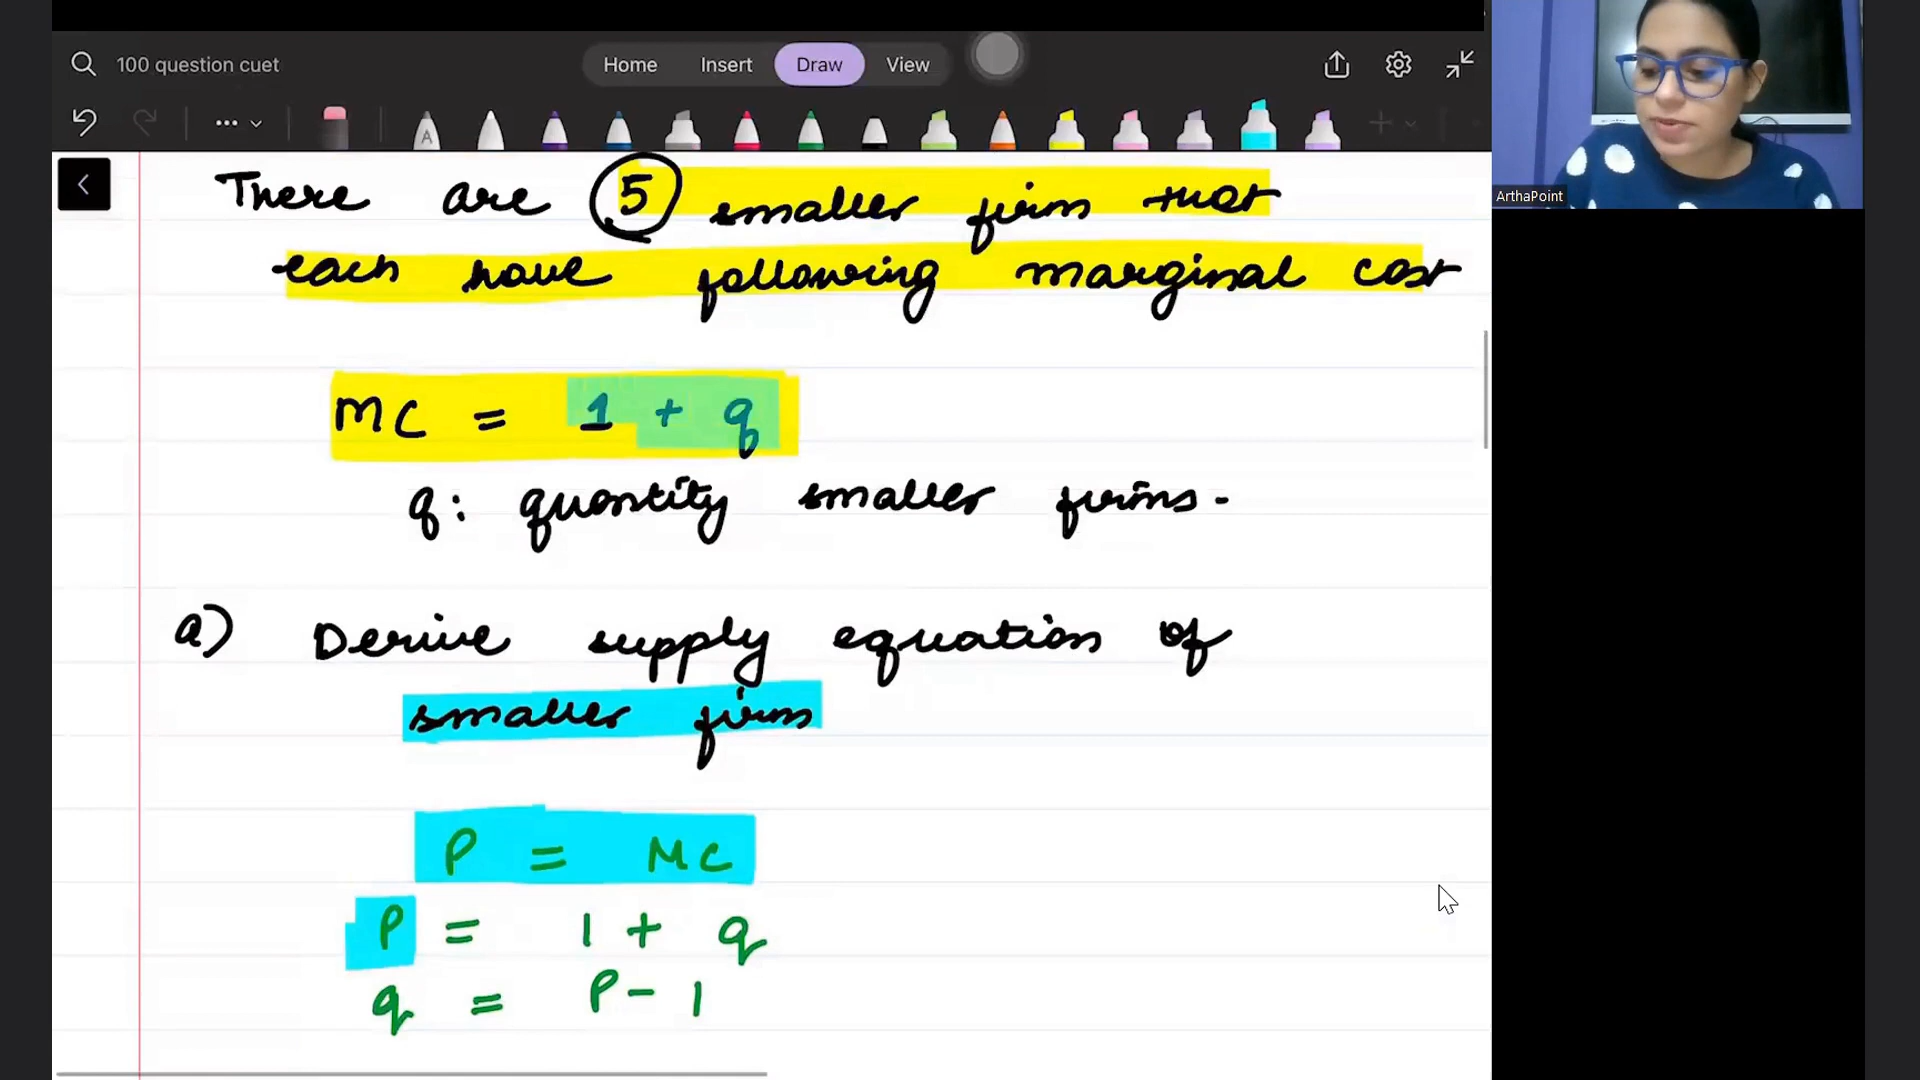 100 question cuet
Home Insert Draw View
A
There are 5 smaller firm that
each have following marginal cost
MC = 1 + q
q: quantity smaller firms.
a) Derive supply equation of
smaller firm
P = MC
P = 1 + q
q = P - 1
ArthaPoint